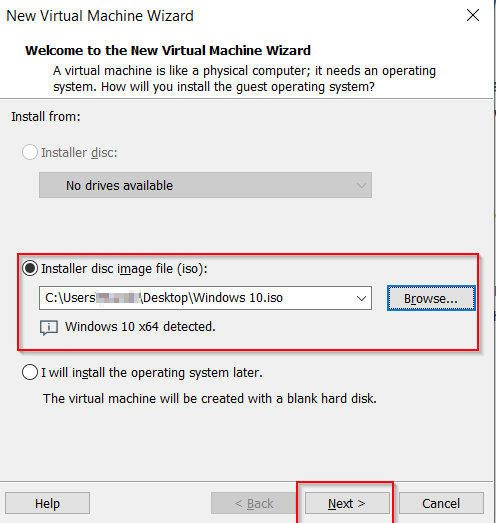 New Virtual Machine Wizard
Welcome to the New Virtual Machine Wizard
A virtual machine is like a physical computer; it needs an operating
system. How will you install the guest operating system?
Install from:
Installer disc:
No drives available
Installer disc image file (iso):
C:\Users\ \Desktop\Windows 10.iso
Browse...
Windows 10 x64 detected.
I will install the operating system later.
The virtual machine will be created with a blank hard disk.
Help
< Back
Next >
Cancel